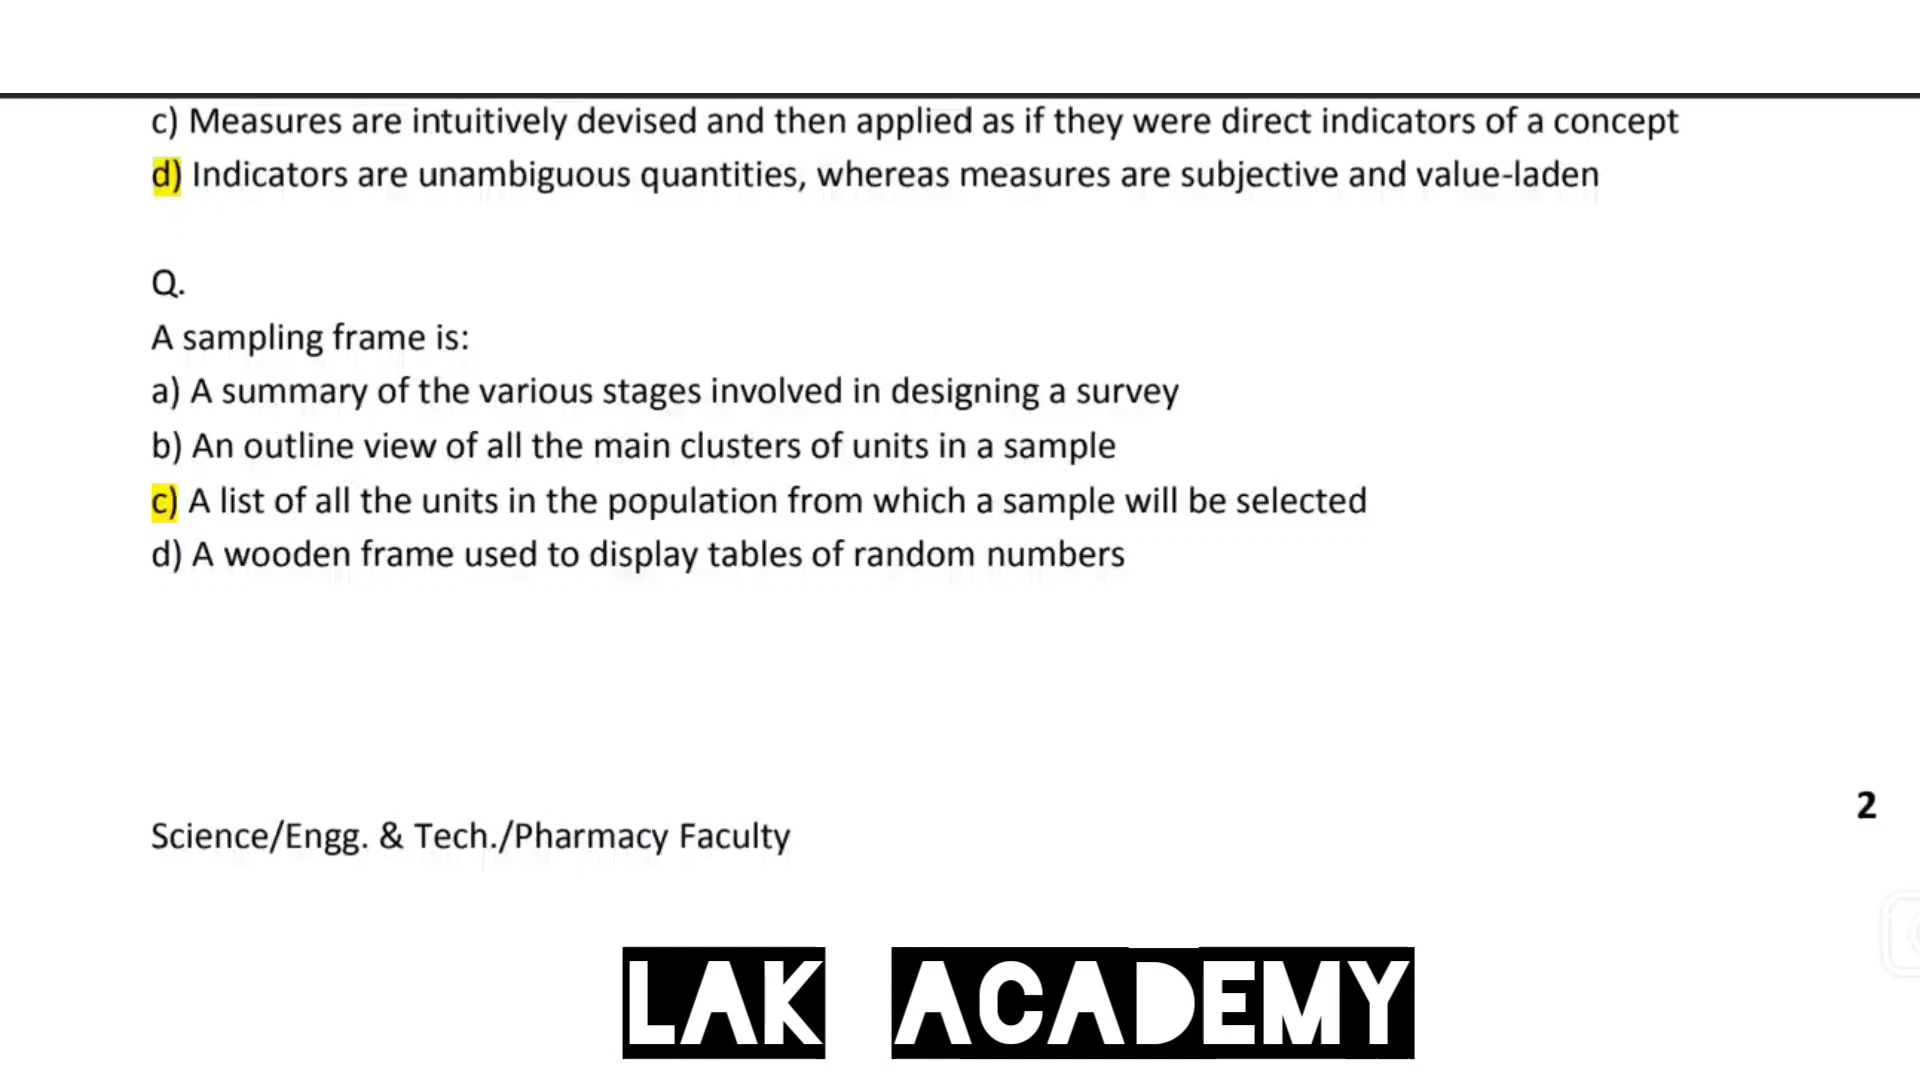 c) Measures are intuitively devised and then applied as if they were direct indicators of a concept
d) Indicators are unambiguous quantities, whereas measures are subjective and value-laden
Q.
A sampling frame is:
a) A summary of the various stages involved in designing a survey
b) An outline view of all the main clusters of units in a sample
c) A list of all the units in the population from which a sample will be selected
d) A wooden frame used to display tables of random numbers
2
Science/Engg. & Tech./Pharmacy Faculty
LAK ACADEMY